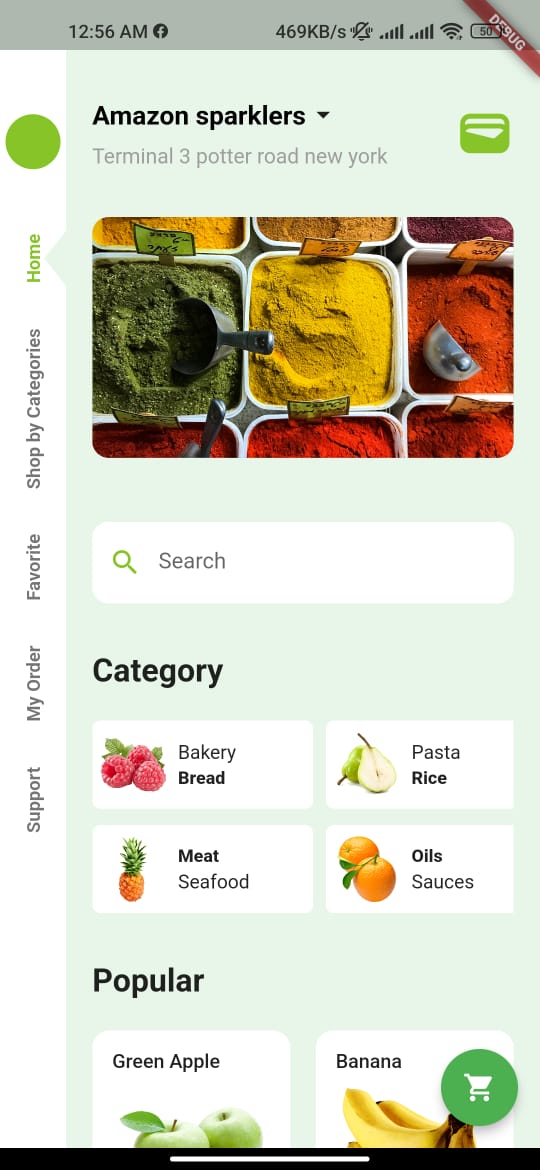 12:56 AM
469KB/s
50
DEBUG
Amazon sparklers
Terminal 3 potter road new york
Home
Shop by Categories
Favorite
My Order
Support
Search
Category
Bakery
Bread
Pasta
Rice
Meat
Seafood
Oils
Sauces
Popular
Green Apple
Banana